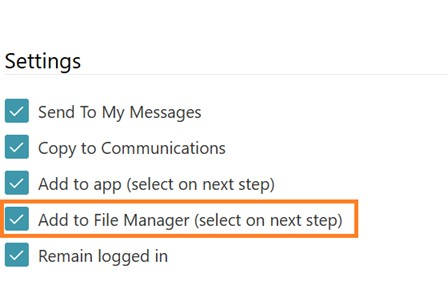 Settings
Send To My Messages
Copy to Communications
Add to app (select on next step)
Add to File Manager (select on next step)
Remain logged in